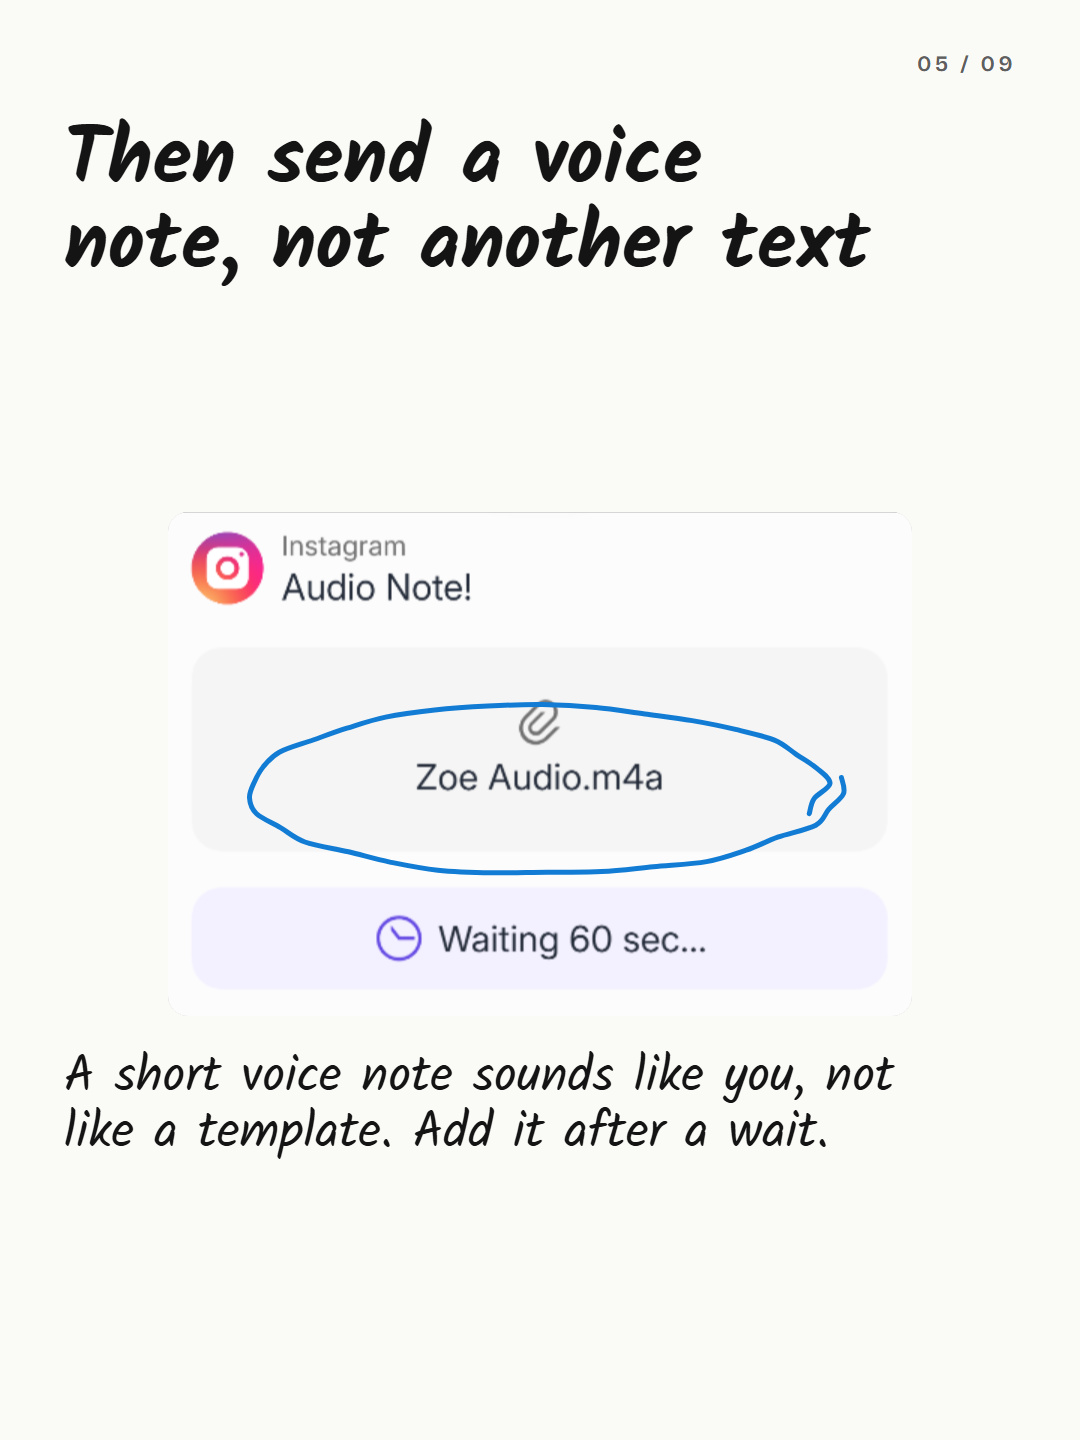 05 / 09
Then send a voice
note, not another text
Instagram
Audio Note!
Zoe Audio.m4a
Waiting 60 sec...
A short voice note sounds like you, not
like a template. Add it after a wait.